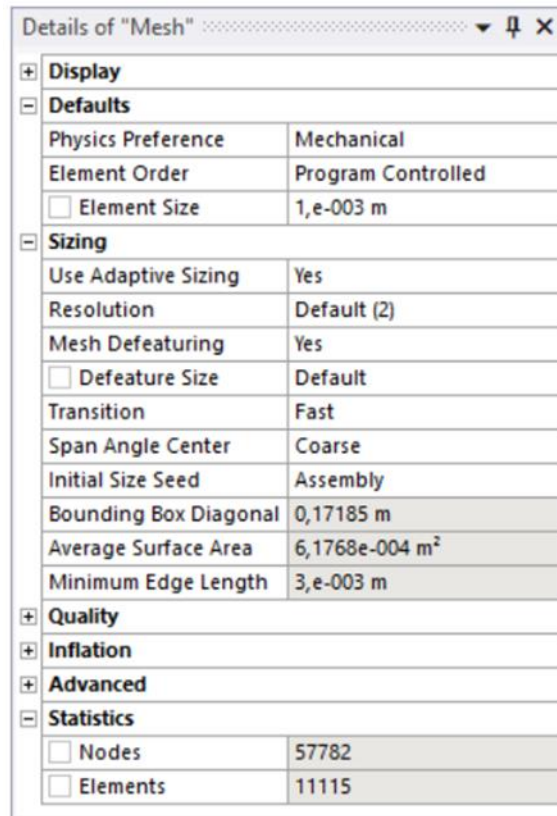 Details of "Mesh"
Display
Defaults
Physics Preference Mechanical
Element Order Program Controlled
Element Size 1,e-003 m
Sizing
Use Adaptive Sizing Yes
Resolution Default (2)
Mesh Defeaturing Yes
Defeature Size Default
Transition Fast
Span Angle Center Coarse
Initial Size Seed Assembly
Bounding Box Diagonal 0,17185 m
Average Surface Area 6,1768e-004 m²
Minimum Edge Length 3,e-003 m
Quality
Inflation
Advanced
Statistics
Nodes 57782
Elements 11115